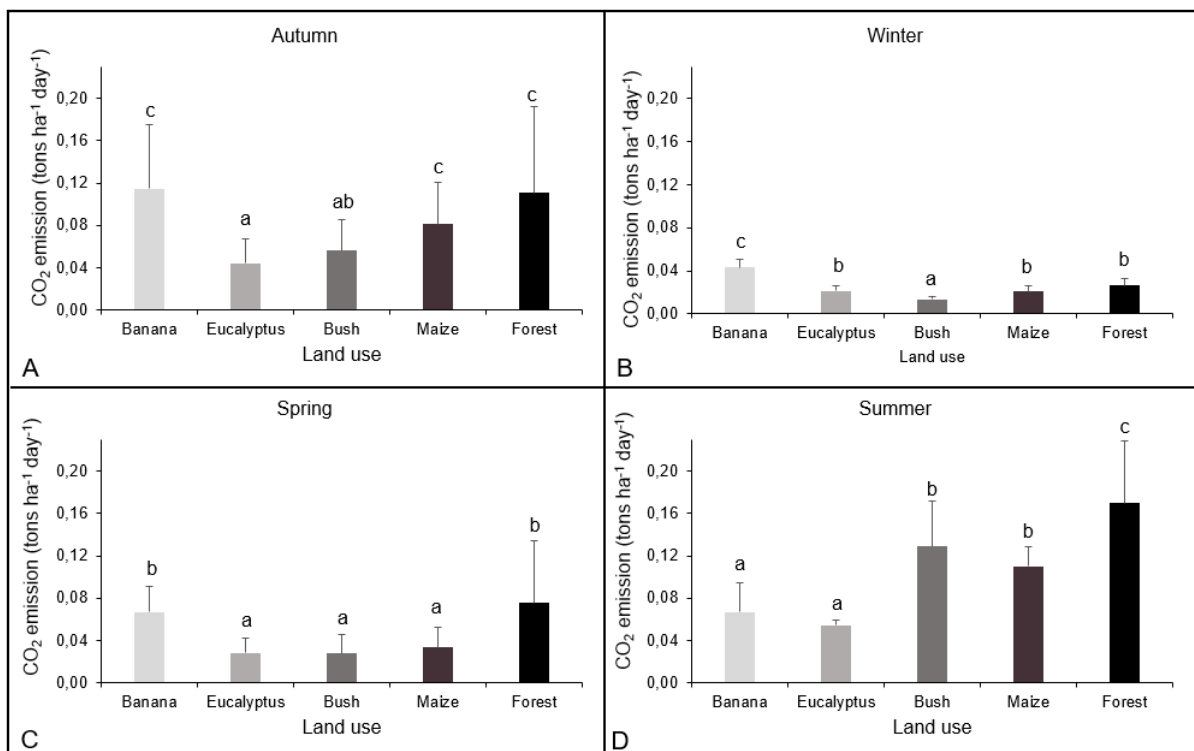 Autumn
CO₂ emission (tons ha⁻¹ day⁻¹)
0,20
0,16
0,12
0,08
0,04
0,00
c
a
ab
c
c
Banana Eucalyptus Bush Maize Forest
Land use
A
Winter
CO₂ emission (tons ha⁻¹ day⁻¹)
0,20
0,16
0,12
0,08
0,04
0,00
c
b
a
b
b
Banana Eucalyptus Bush Maize Forest
Land use
B
Spring
CO₂ emission (tons ha⁻¹ day⁻¹)
0,20
0,16
0,12
0,08
0,04
0,00
b
a
a
a
b
Banana Eucalyptus Bush Maize Forest
Land use
C
Summer
CO₂ emission (tons ha⁻¹ day⁻¹)
0,20
0,16
0,12
0,08
0,04
0,00
a
a
b
b
c
Banana Eucalyptus Bush Maize Forest
Land use
D